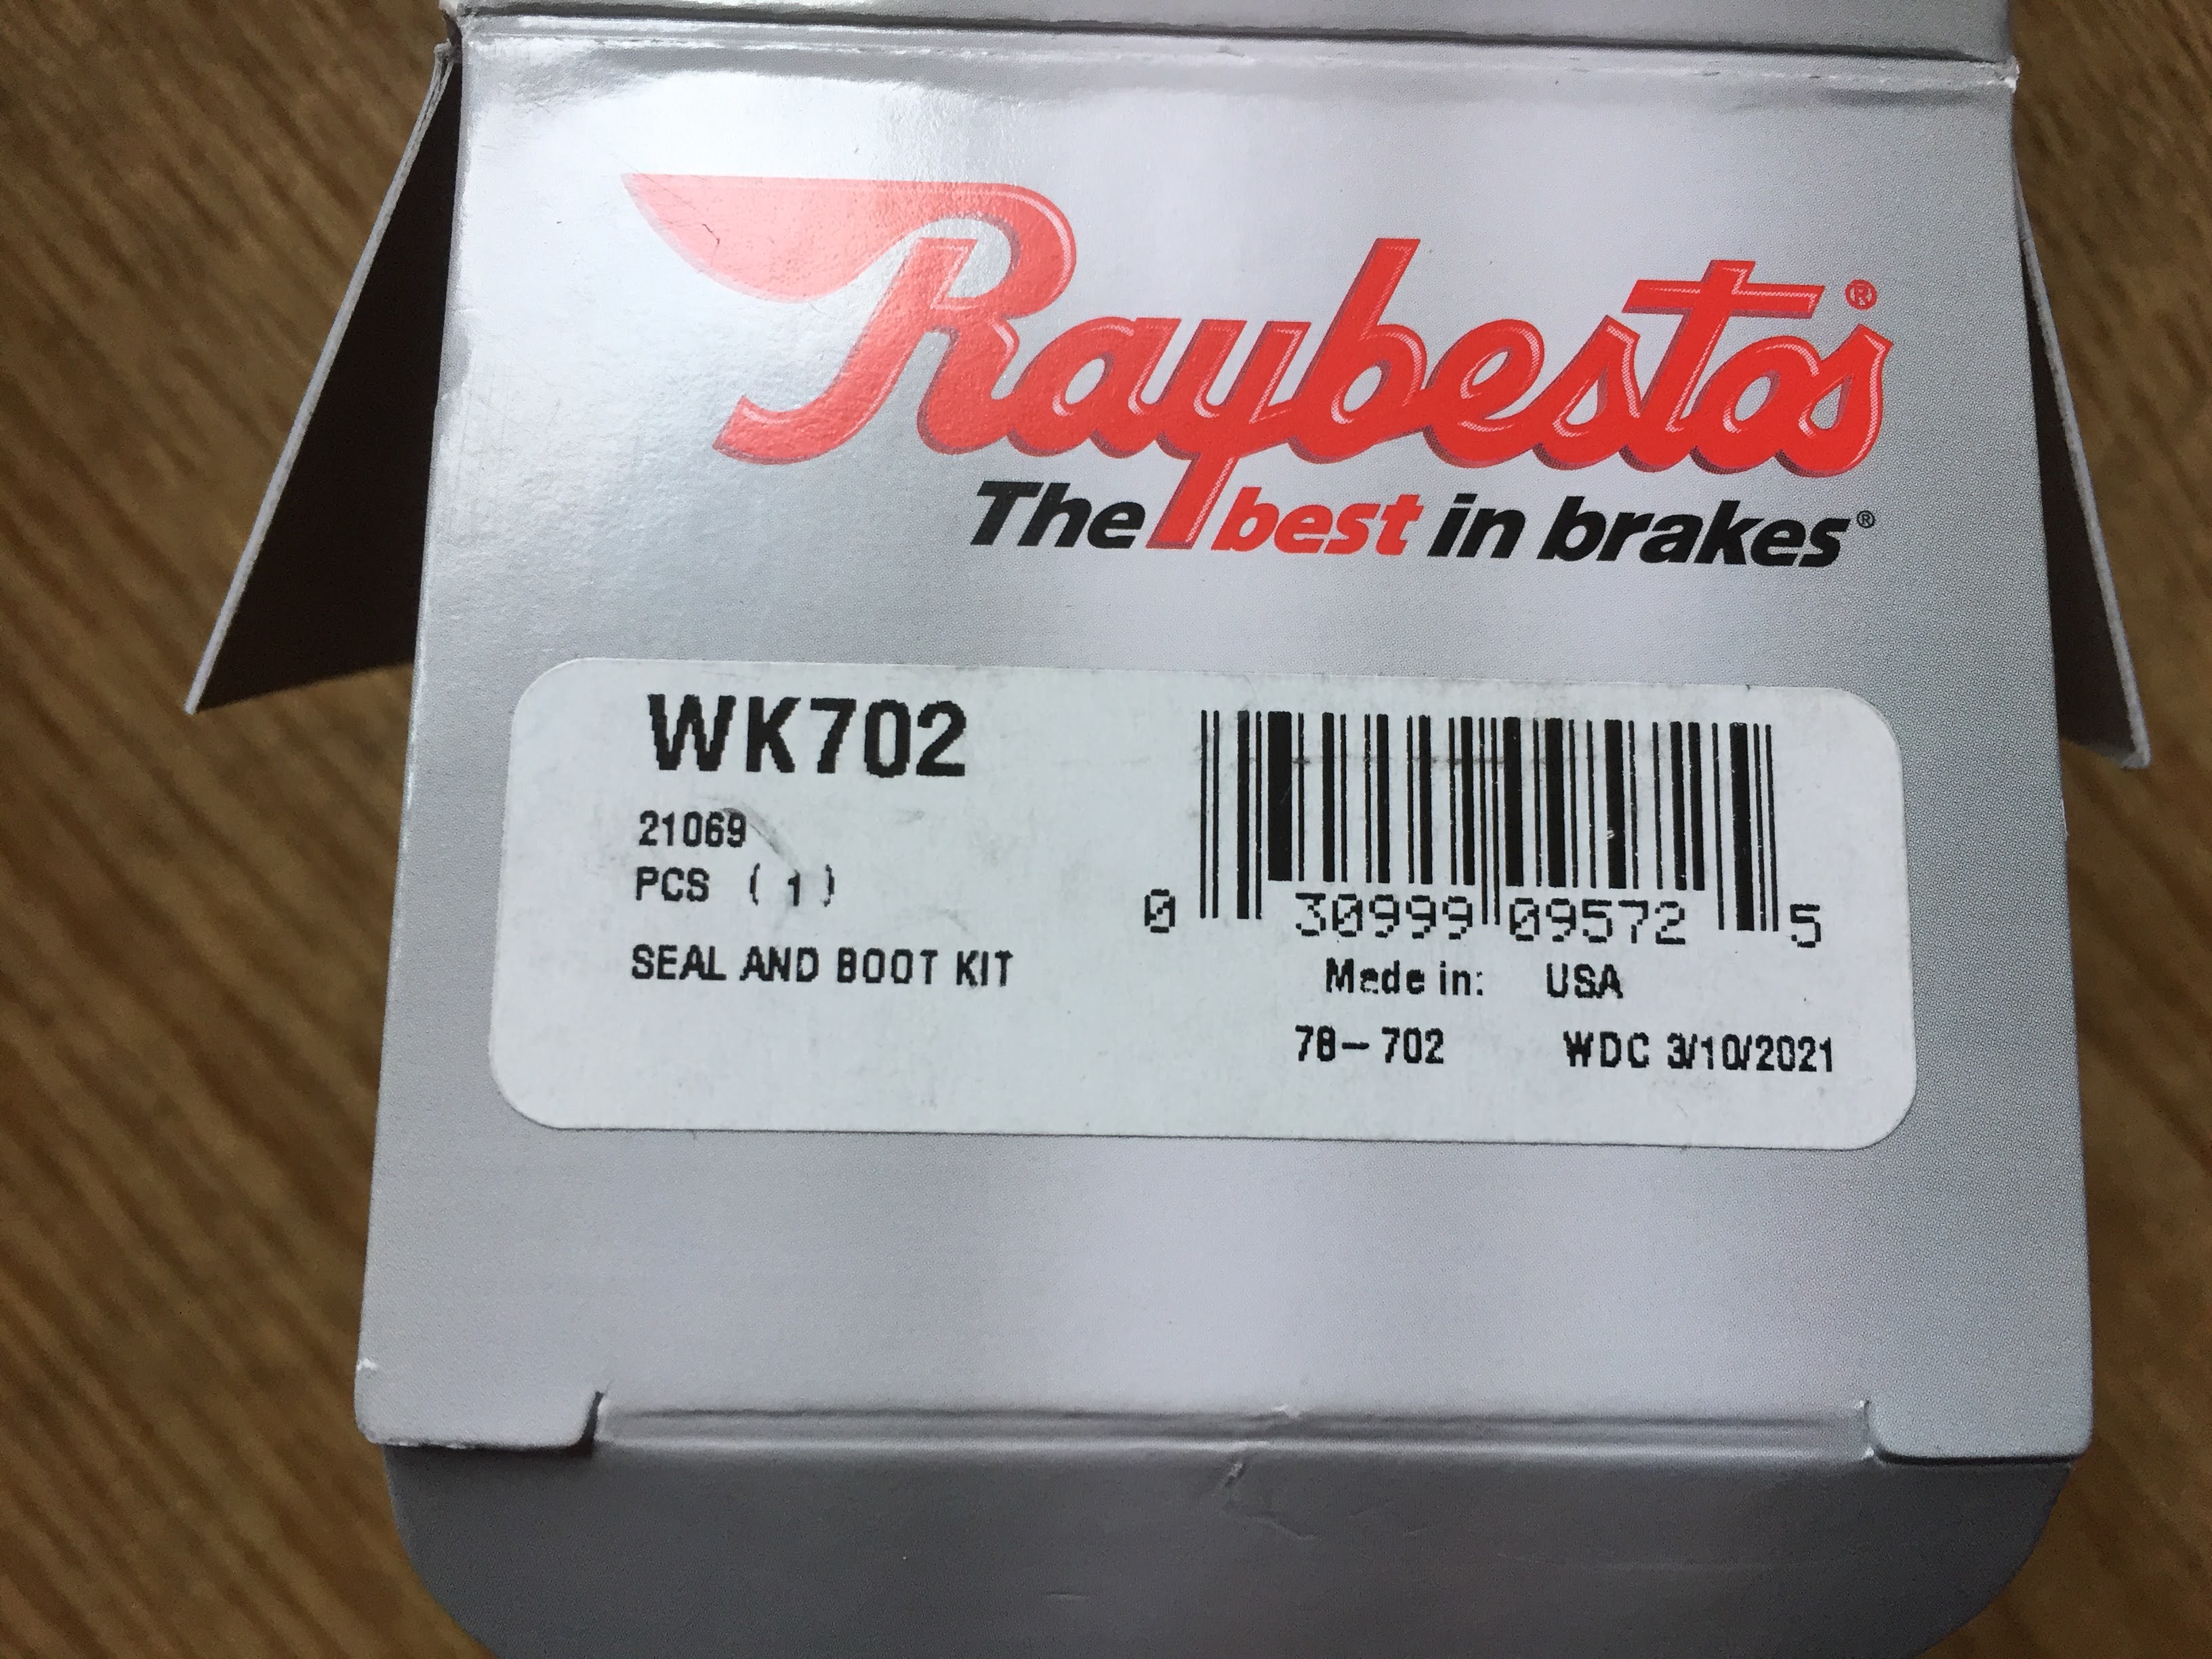 Raybestos®
The best in brakes®
WK702
21069
PCS ( 1 )
SEAL AND BOOT KIT
0 30999 09572 5
Made in: USA
78-702 WDC 3/10/2021